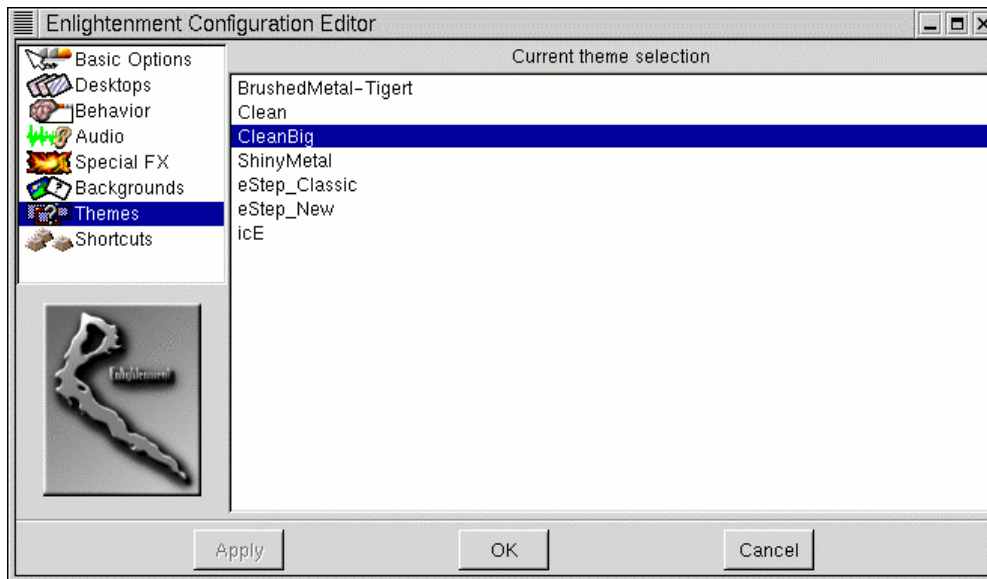 Enlightenment Configuration Editor
Basic Options
Desktops
Behavior
Audio
Special FX
Backgrounds
Themes
Shortcuts
Enlightenment
Current theme selection
BrushedMetal-Tigert
Clean
CleanBig
ShinyMetal
eStep_Classic
eStep_New
icE
Apply
OK
Cancel